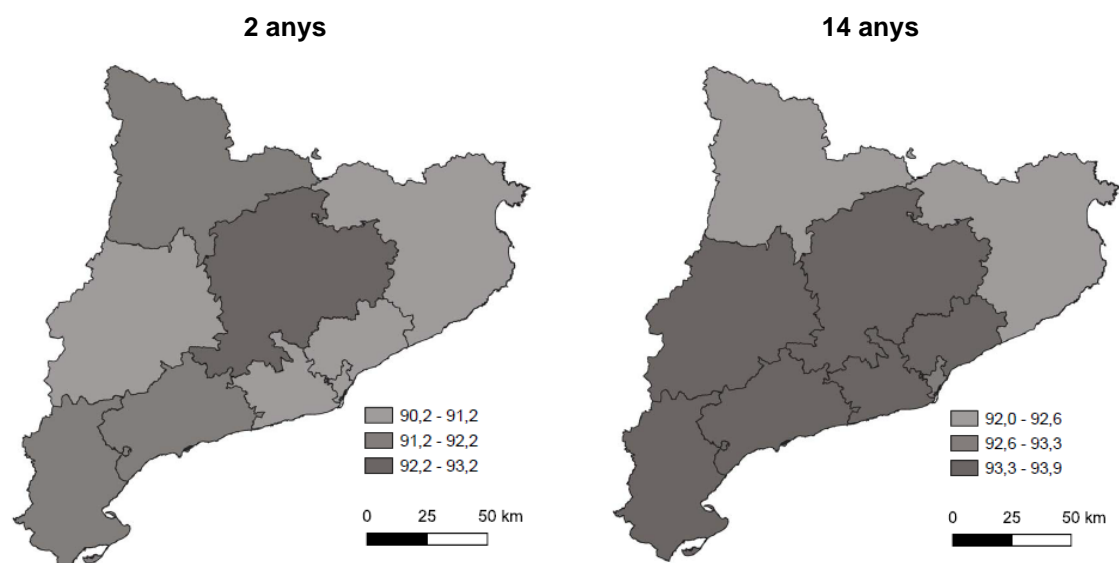 2 anys
14 anys
90,2 - 91,2
91,2 - 92,2
92,2 - 93,2
0 25 50 km
92,0 - 92,6
92,6 - 93,3
93,3 - 93,9
0 25 50 km